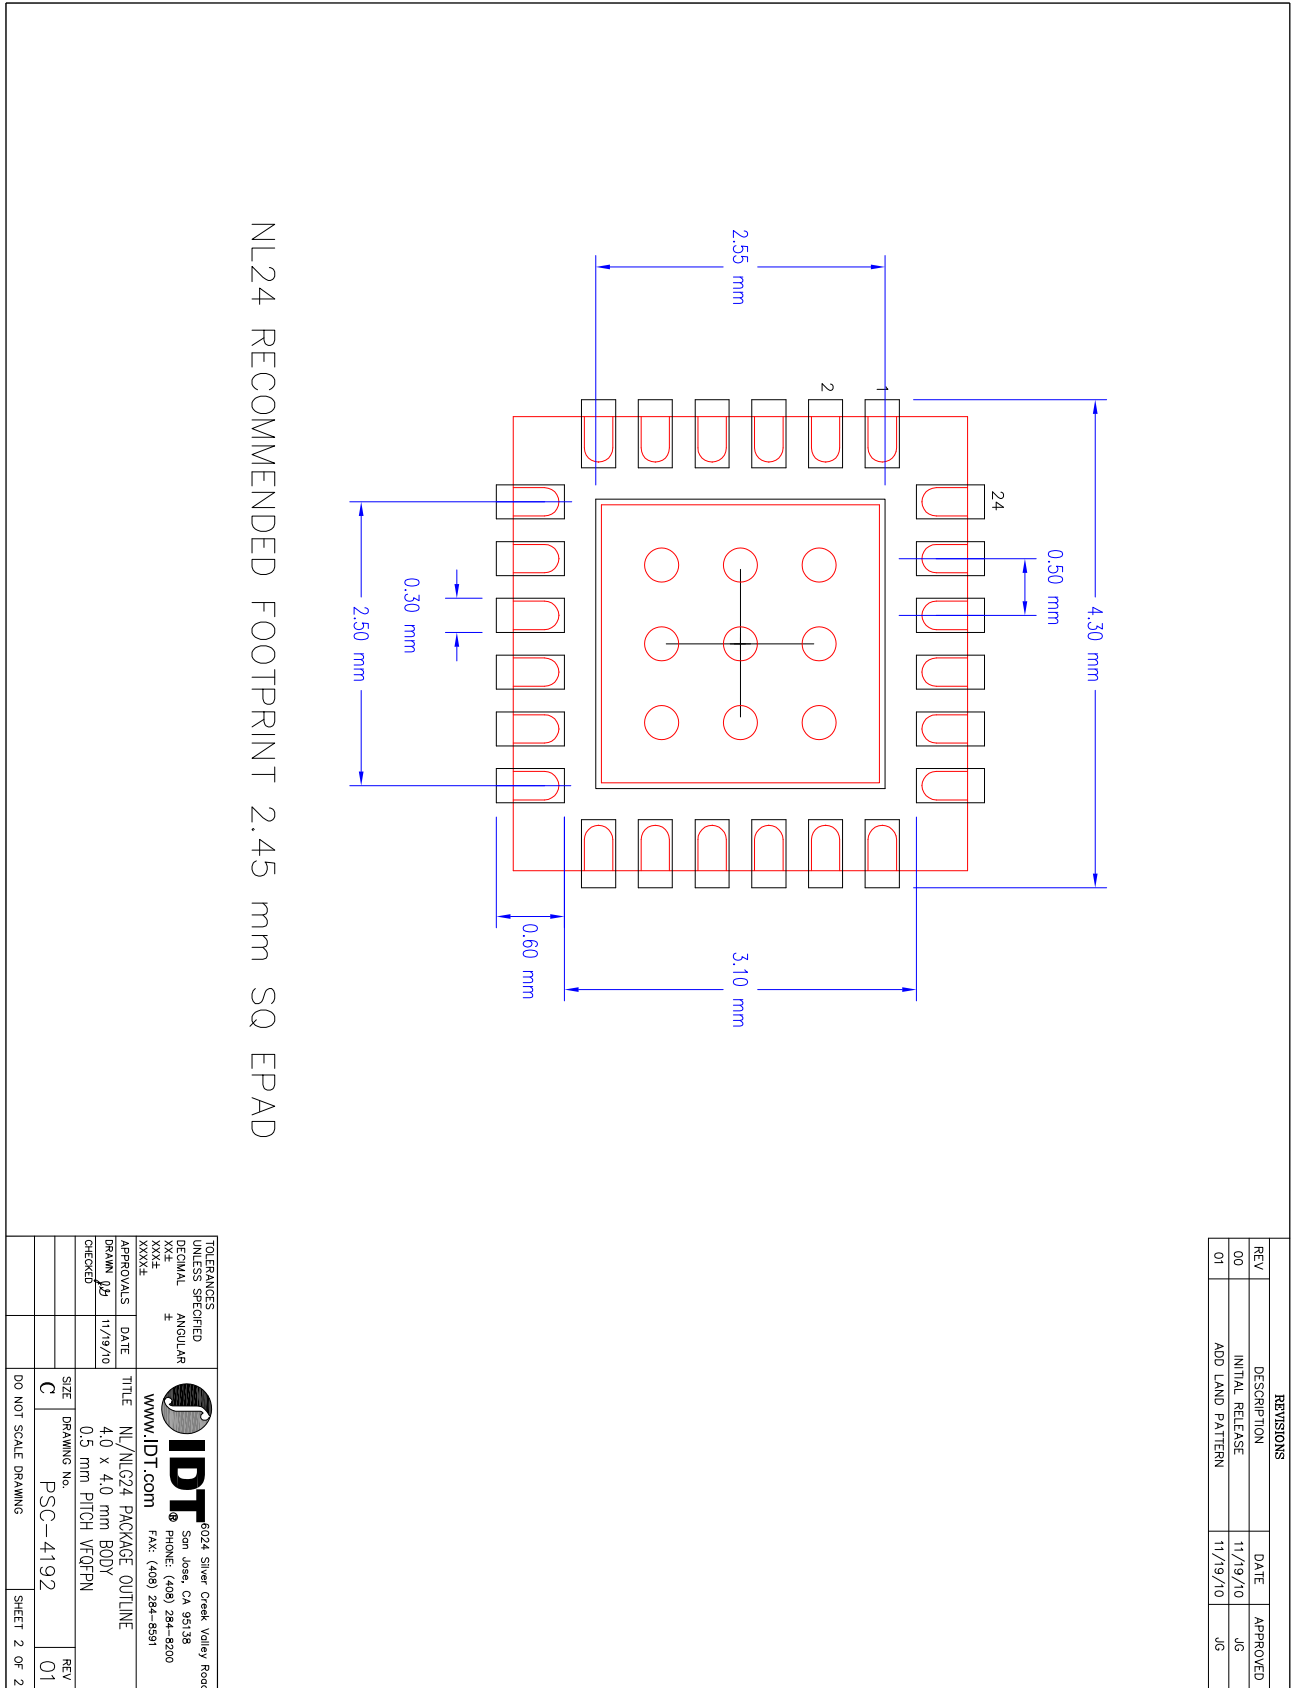 REVISIONS
REV DESCRIPTION DATE APPROVED
00 INITIAL RELEASE 11/19/10 JG
01 ADD LAND PATTERN 11/19/10 JG
4.30 mm
0.50 mm
24
1
2
2.55 mm
3.10 mm
0.60 mm
0.30 mm
2.50 mm
NL24 RECOMMENDED FOOTPRINT 2.45 mm SQ EPAD
TOLERANCES
UNLESS SPECIFIED
DECIMAL ANGULAR
XX± ±
XXX±
XXXX±
IDT®
www.IDT.com
6024 Silver Creek Valley Road
San Jose, CA 95138
PHONE: (408) 284-8200
FAX: (408) 284-8591
APPROVALS DATE
DRAWN 11/19/10
CHECKED
TITLE NL/NLG24 PACKAGE OUTLINE
4.0 x 4.0 mm BODY
0.5 mm PITCH VFQFPN
SIZE DRAWING No. REV
C PSC-4192 01
DO NOT SCALE DRAWING SHEET 2 OF 2